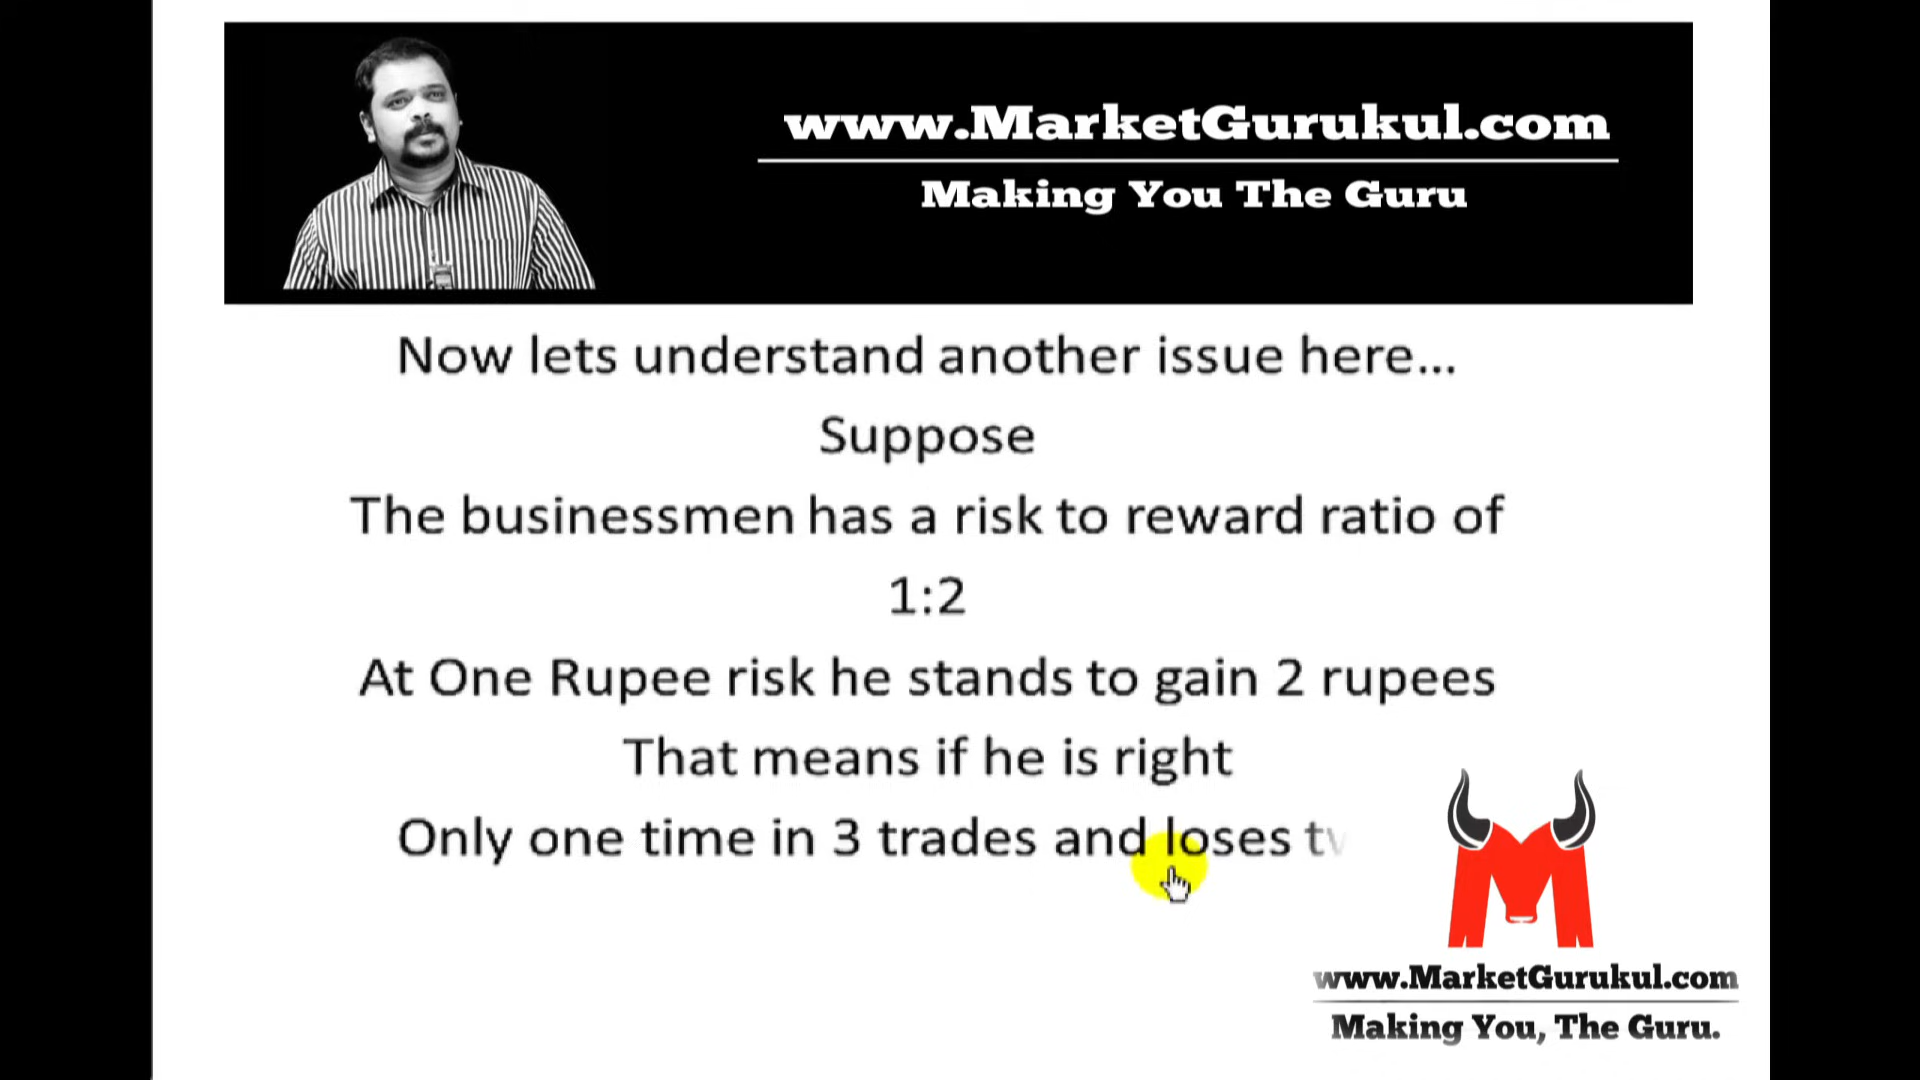 www.MarketGurukul.com
Making You The Guru
Now lets understand another issue here...
Suppose
The businessmen has a risk to reward ratio of
1:2
At One Rupee risk he stands to gain 2 rupees
That means if he is right
Only one time in 3 trades and loses
www.MarketGurukul.com
Making You, The Guru.